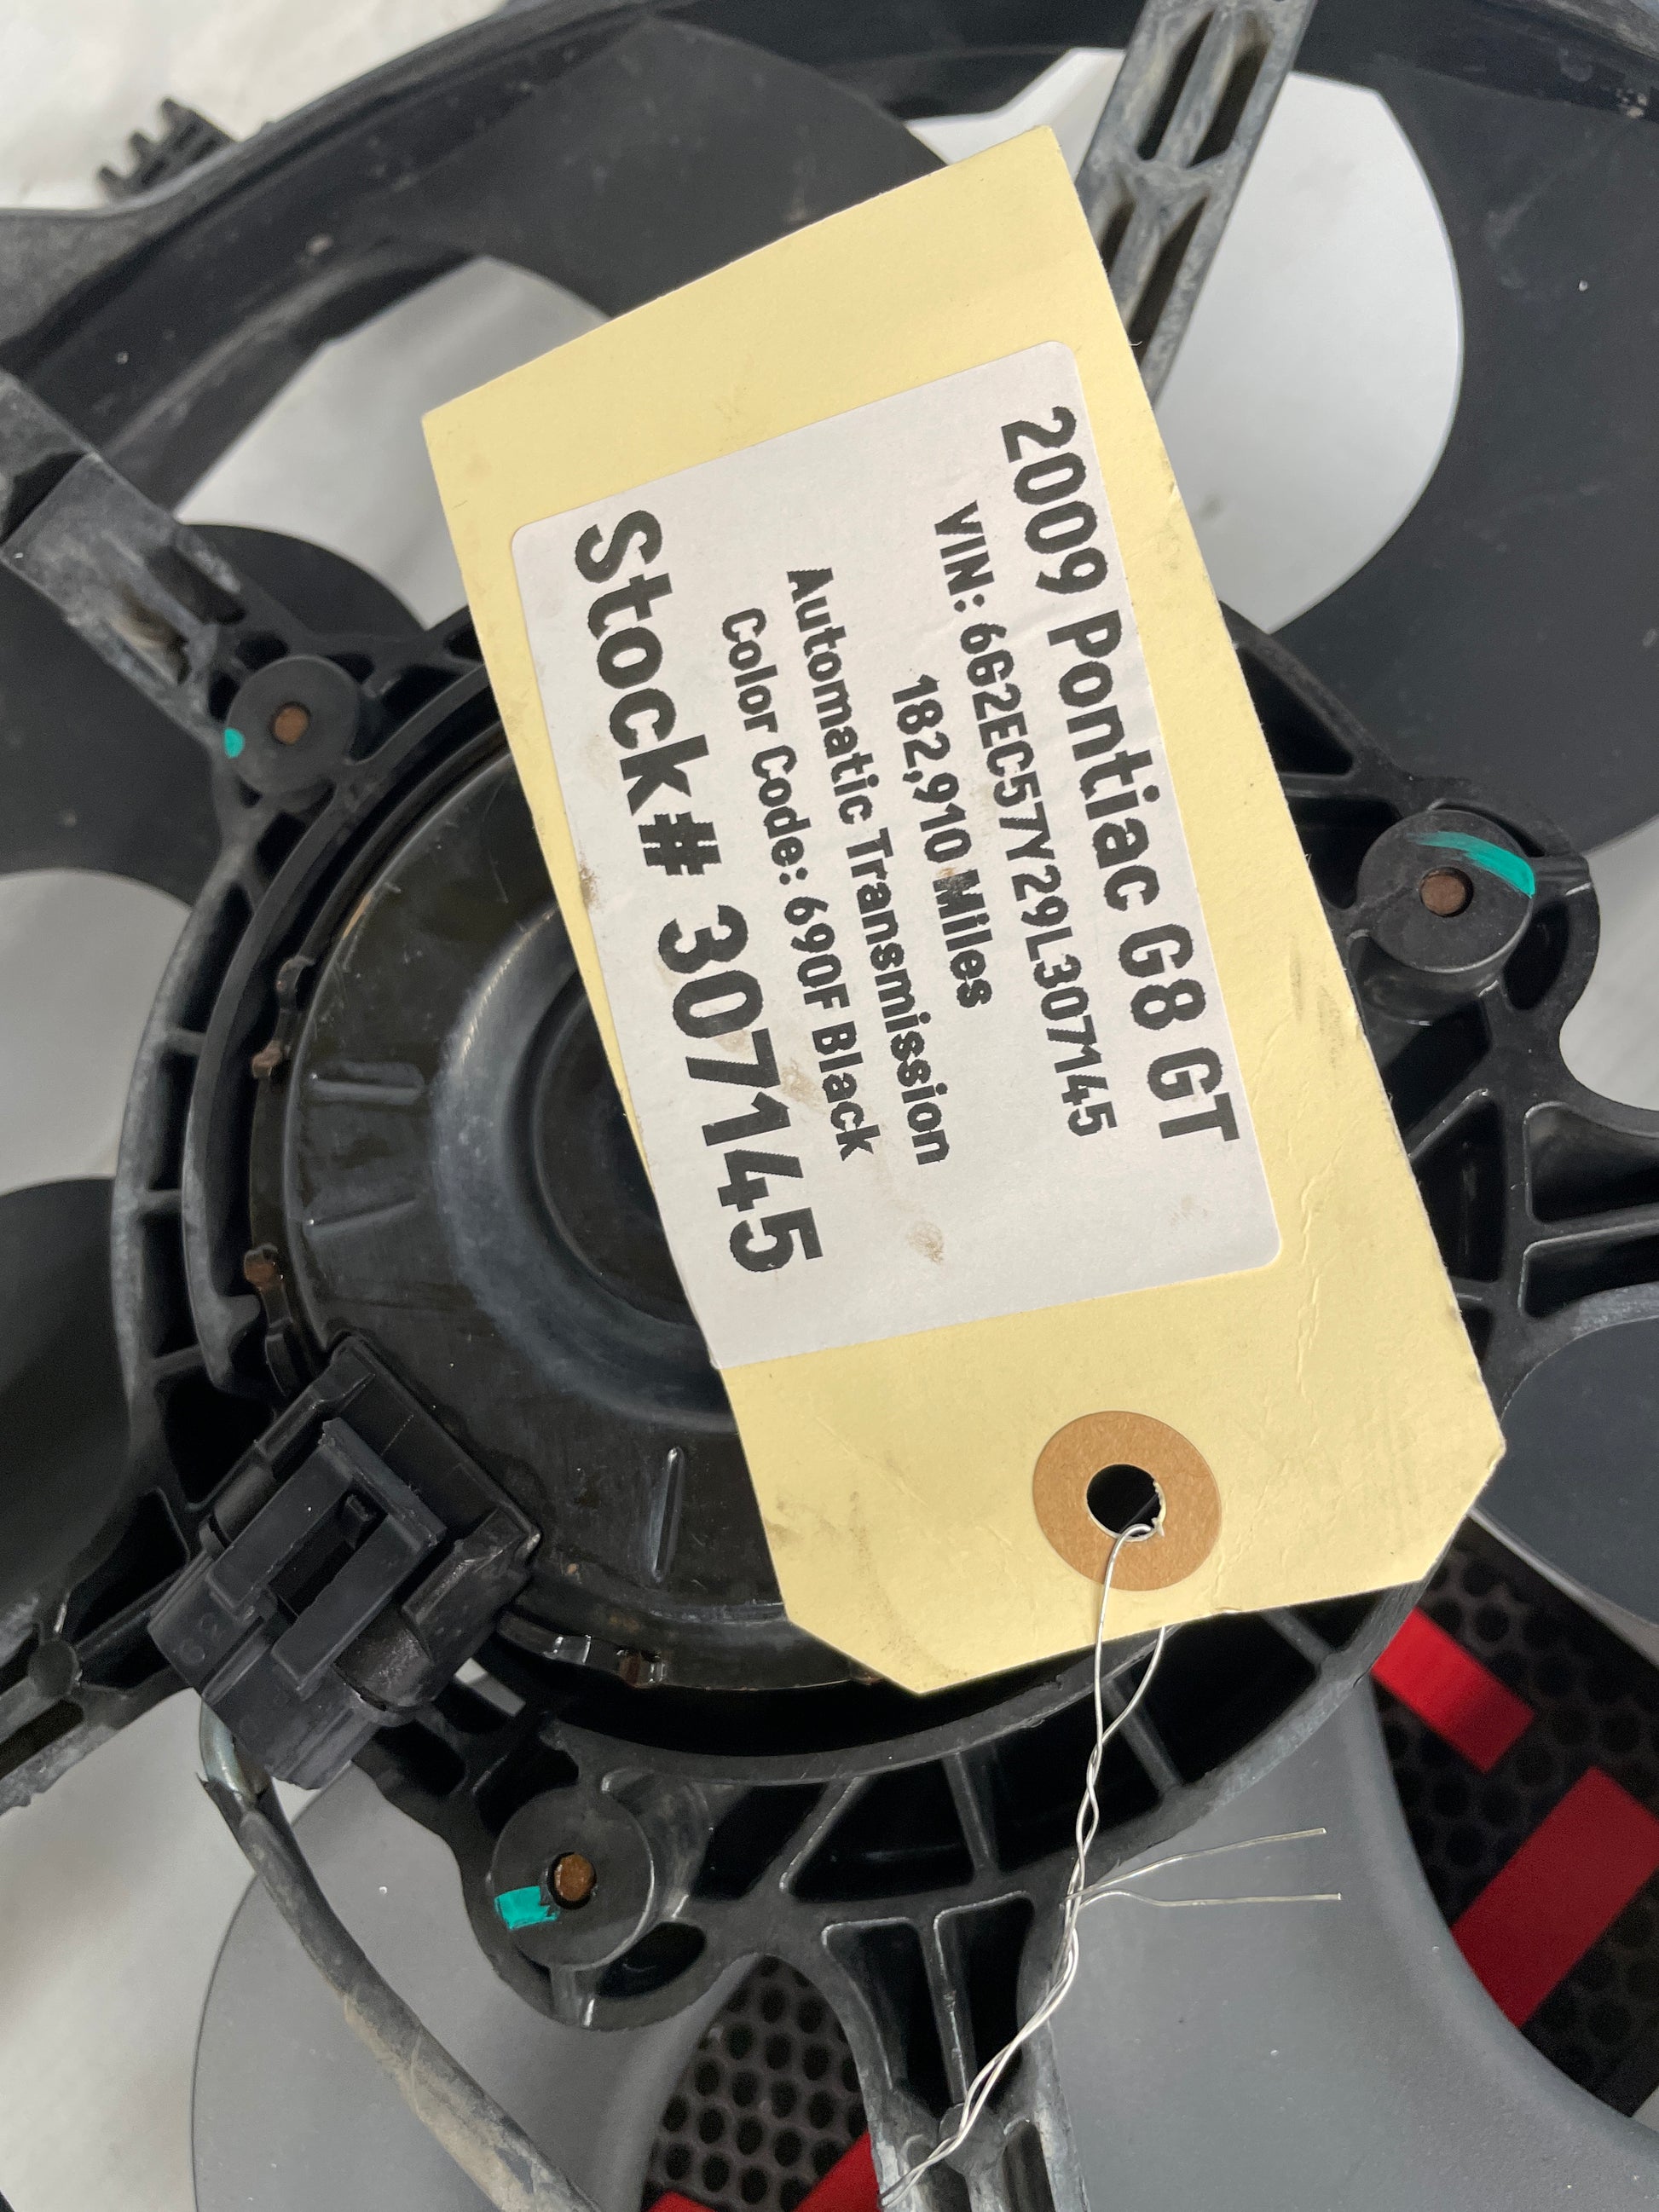 2009 Pontiac G8 GT
VIN: 6G2EC57Y29L307145
182,910 Miles
Automatic Transmission
Color Code: 690F Black
Stock# 307145